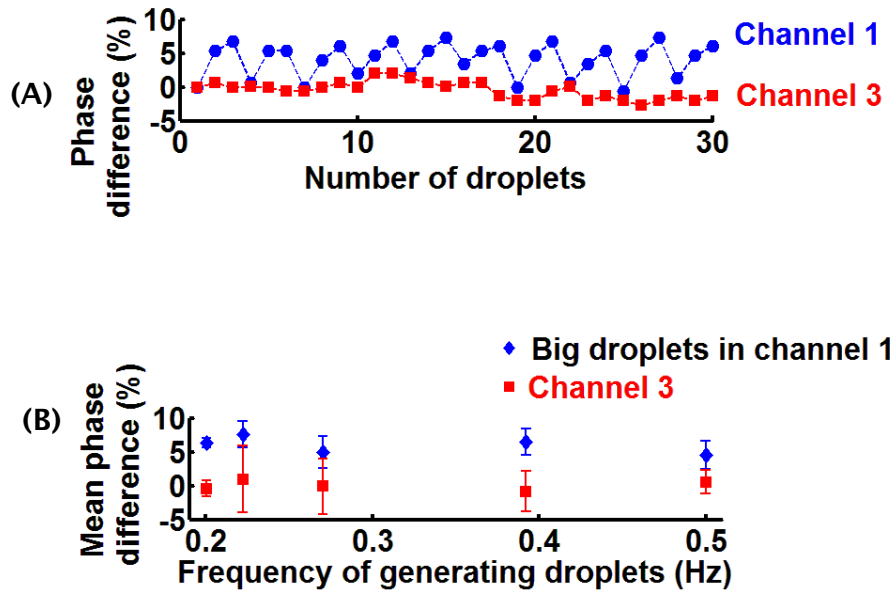 (A)
Phase
difference (%)
10
5
0
-5
0
10
20
30
Number of droplets
Channel 1
Channel 3
(B)
Mean phase
difference (%)
10
5
0
-5
0.2
0.3
0.4
0.5
Frequency of generating droplets (Hz)
Big droplets in channel 1
Channel 3